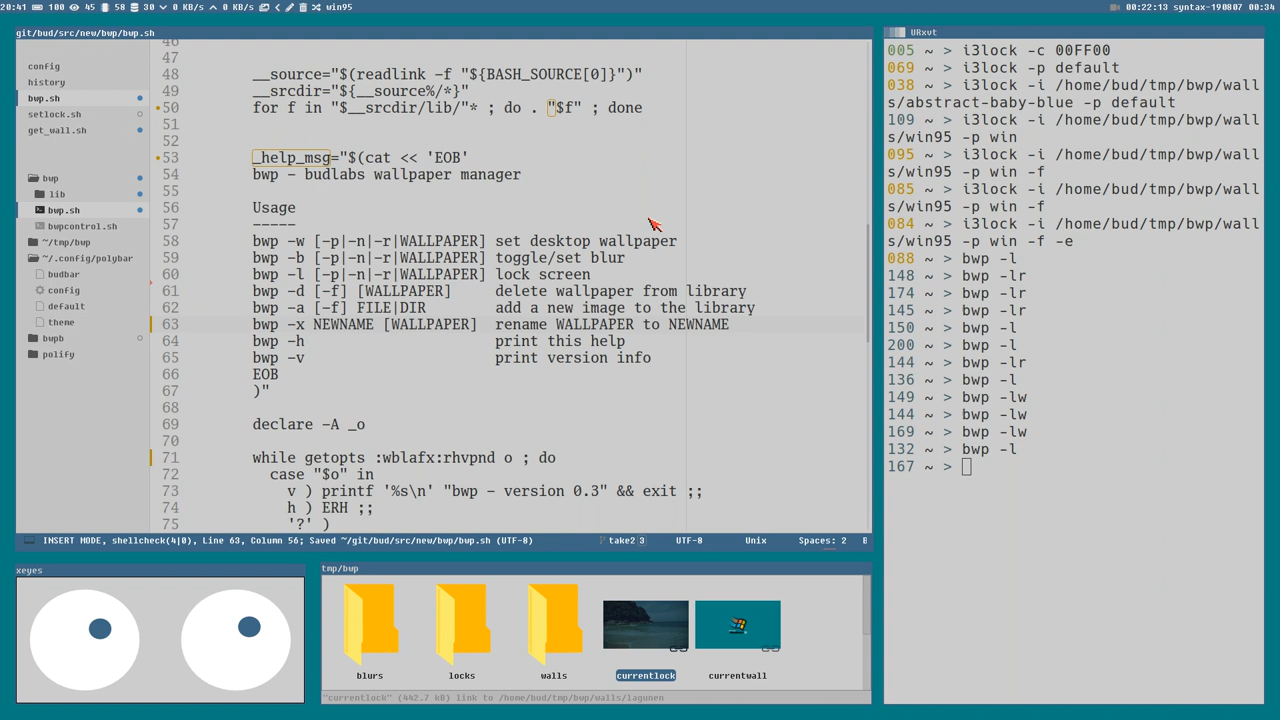 20:41 100 45 58 30 0 KB/s 0 KB/s win95
00:22:13 syntax-190807 00:34
git/bud/src/new/bwp/bwp.sh
config
history
bwp.sh
setlock.sh
get_wall.sh
bwp
lib
bwp.sh
bwpcontrol.sh
~/tmp/bwp
~/.config/polybar
budbar
config
default
theme
bwpb
polify
46
47
48 __source="$(readlink -f "${BASH_SOURCE[0]}")"
49 __srcdir="${__source%/*}"
50 for f in "$__srcdir/lib/"* ; do . "$f" ; done
51
52
53 _help_msg="$(cat << 'EOB'
54 bwp - budlabs wallpaper manager
55
56 Usage
57 -----
58 bwp -w [-p|-n|-r|WALLPAPER] set desktop wallpaper
59 bwp -b [-p|-n|-r|WALLPAPER] toggle/set blur
60 bwp -l [-p|-n|-r|WALLPAPER] lock screen
61 bwp -d [-f] [WALLPAPER]     delete wallpaper from library
62 bwp -a [-f] FILE|DIR        add a new image to the library
63 bwp -x NEWNAME [WALLPAPER]  rename WALLPAPER to NEWNAME
64 bwp -h                      print this help
65 bwp -v                      print version info
66 EOB
67 )"
68
69 declare -A _o
70
71 while getopts :wblafx:rhvpnd o ; do
72   case "$o" in
73     v ) printf '%s\n' "bwp - version 0.3" && exit ;;
74     h ) ERH ;;
75     '?' )
INSERT MODE, shellcheck(4|0), Line 63, Column 56; Saved ~/git/bud/src/new/bwp/bwp.sh (UTF-8) take2 3 UTF-8 Unix Spaces: 2 B
URxvt
005 ~ > i3lock -c 00FF00
069 ~ > i3lock -p default
038 ~ > i3lock -i /home/bud/tmp/bwp/wall
s/abstract-baby-blue -p default
109 ~ > i3lock -i /home/bud/tmp/bwp/wall
s/win95 -p win
095 ~ > i3lock -i /home/bud/tmp/bwp/wall
s/win95 -p win -f
085 ~ > i3lock -i /home/bud/tmp/bwp/wall
s/win95 -p win -f
084 ~ > i3lock -i /home/bud/tmp/bwp/wall
s/win95 -p win -f -e
088 ~ > bwp -l
148 ~ > bwp -lr
174 ~ > bwp -lr
145 ~ > bwp -lr
150 ~ > bwp -l
200 ~ > bwp -l
144 ~ > bwp -lr
136 ~ > bwp -l
149 ~ > bwp -lw
144 ~ > bwp -lw
169 ~ > bwp -lw
132 ~ > bwp -l
167 ~ >
xeyes
tmp/bwp
blurs
locks
walls
currentlock
currentwall
"currentlock" (442.7 kB) link to /home/bud/tmp/bwp/walls/lagunen